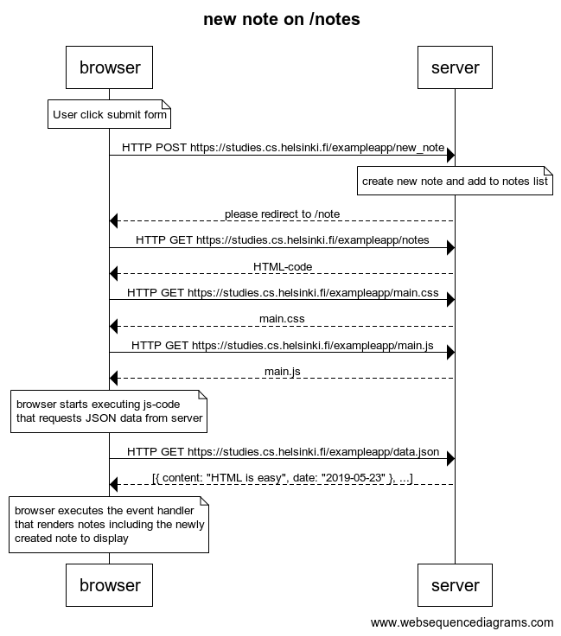 new note on /notes
browser
server
User click submit form
HTTP POST https://studies.cs.helsinki.fi/exampleapp/new_note
create new note and add to notes list
please redirect to /note
HTTP GET https://studies.cs.helsinki.fi/exampleapp/notes
HTML-code
HTTP GET https://studies.cs.helsinki.fi/exampleapp/main.css
main.css
HTTP GET https://studies.cs.helsinki.fi/exampleapp/main.js
main.js
browser starts executing js-code
that requests JSON data from server
HTTP GET https://studies.cs.helsinki.fi/exampleapp/data.json
[{ content: "HTML is easy", date: "2019-05-23" }, ...]
browser executes the event handler
that renders notes including the newly
created note to display
browser
server
www.websequencediagrams.com